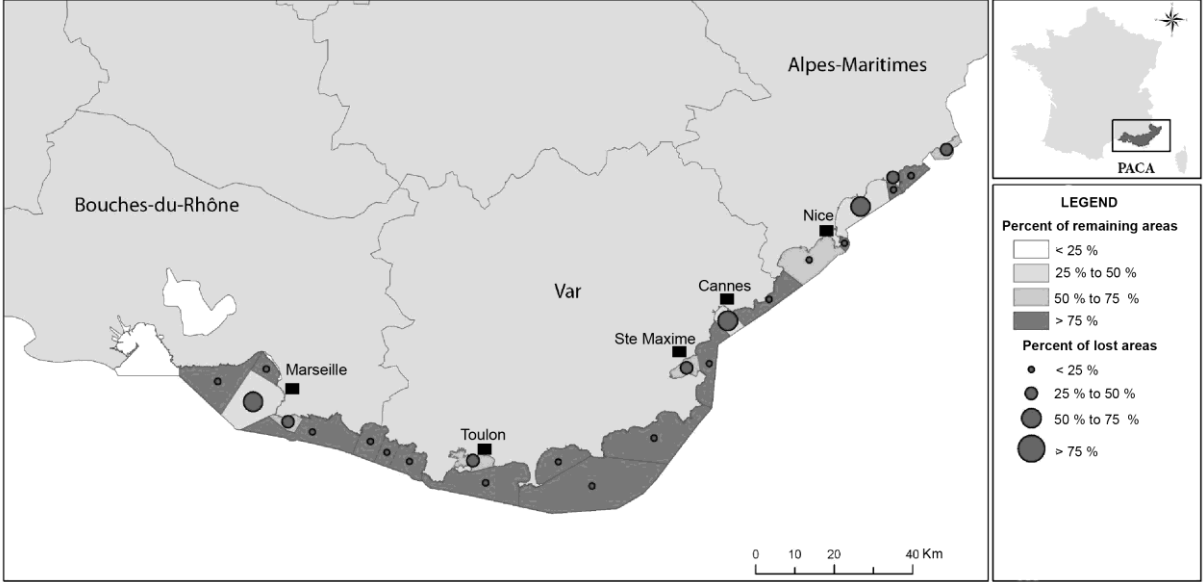 Alpes-Maritimes
Bouches-du-Rhône
Nice
Var
Cannes
Ste Maxime
Marseille
Toulon
0 10 20 40 Km
PACA
LEGEND
Percent of remaining areas
< 25 %
25 % to 50 %
50 % to 75 %
> 75 %
Percent of lost areas
< 25 %
25 % to 50 %
50 % to 75 %
> 75 %